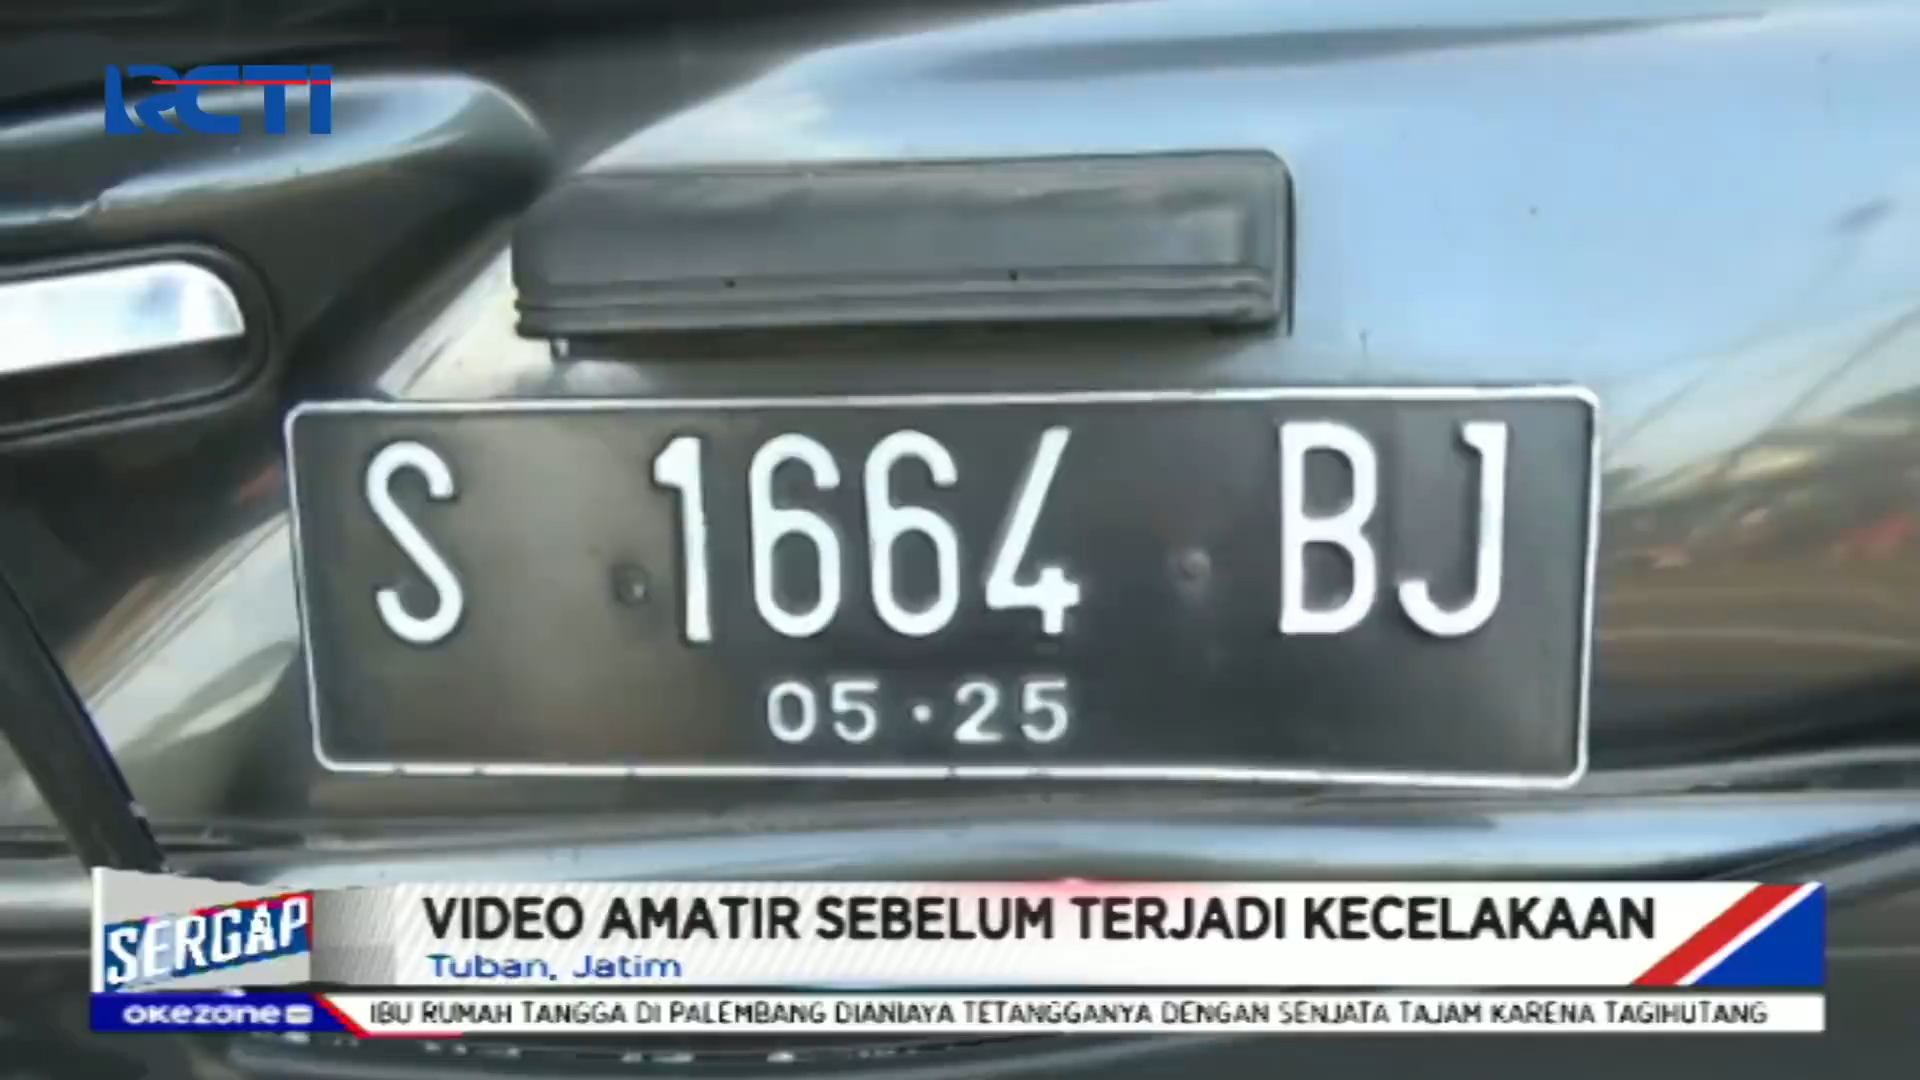 RCTI
S 1664 BJ
05·25
SERGAP
VIDEO AMATIR SEBELUM TERJADI KECELAKAAN
Tuban, Jatim
OKEZONE
IBU RUMAH TANGGA DI PALEMBANG DIANIAYA TETANGGANYA DENGAN SENJATA TAJAM KARENA TAGIHUTANG